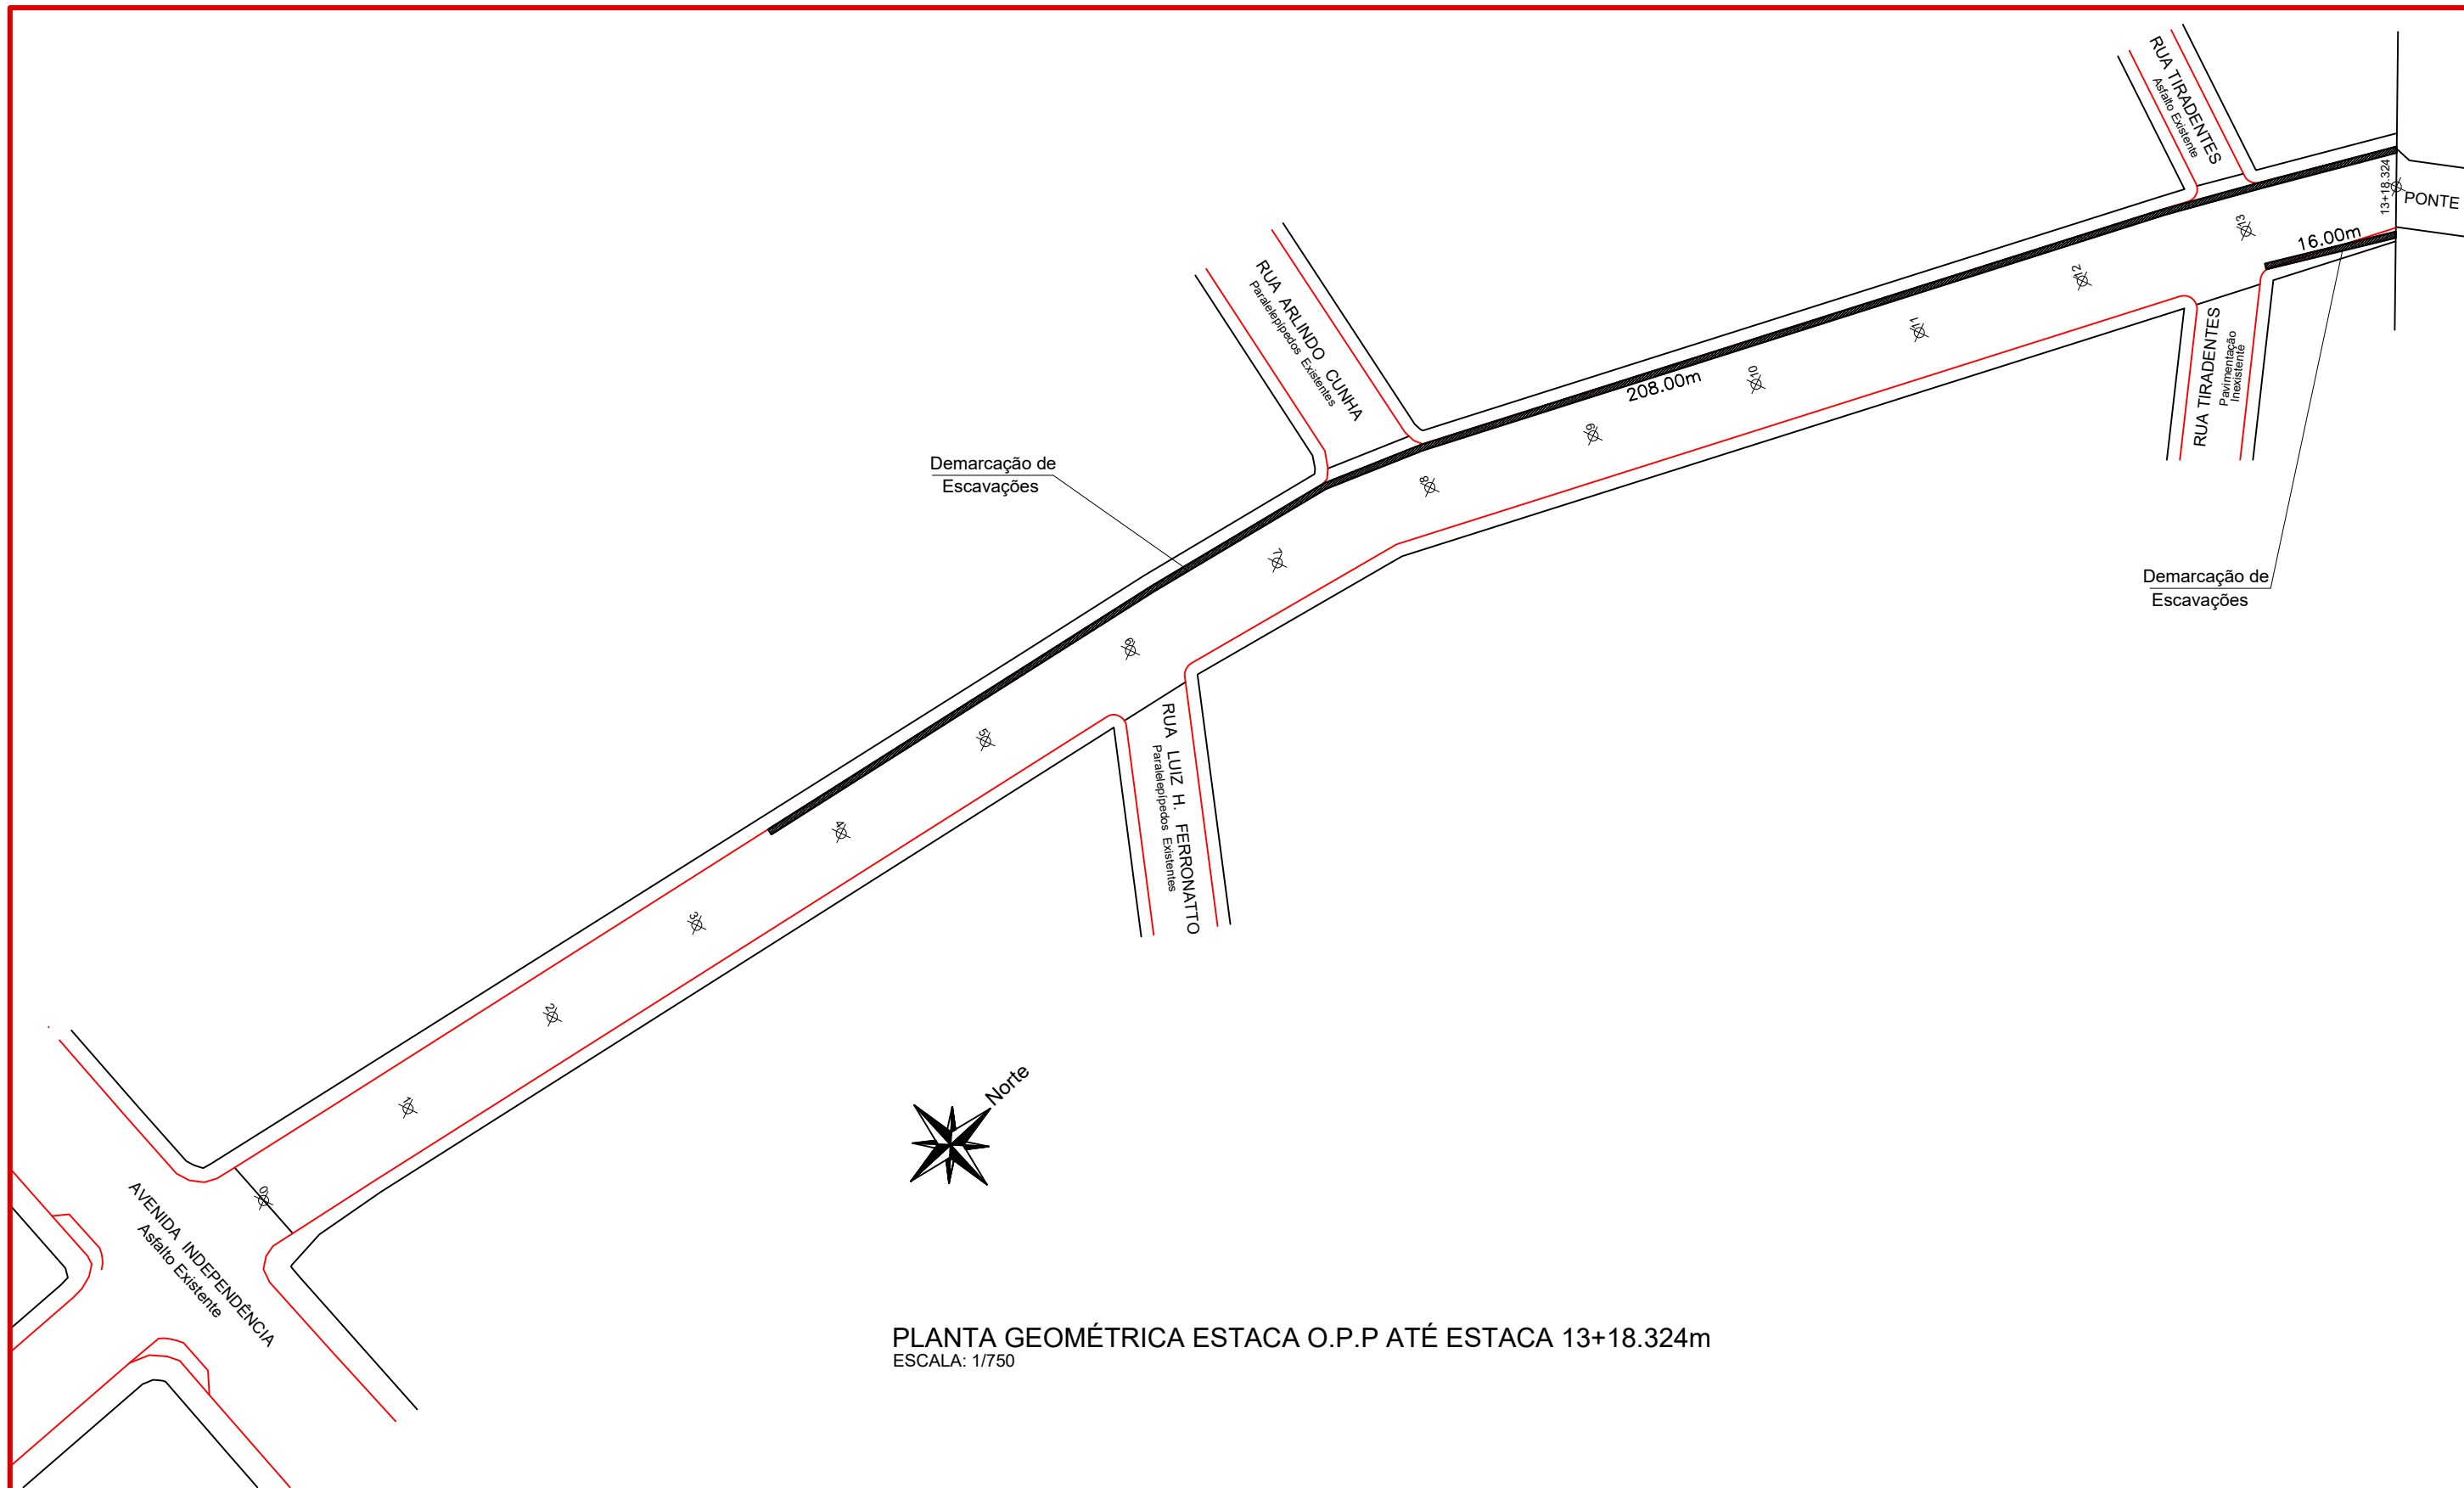 RUA TIRADENTES
Asfalto Existente
13+18.324
PONTE
13
16.00m
12
RUA ARLINDO CUNHA
Paralelepípedos Existentes
11
RUA TIRADENTES
Pavimentação
Inexistente
10
208.00m
9
Demarcação de
Escavações
8
7
Demarcação de
Escavações
6
RUA LUIZ H. FERRONATTO
Paralelepípedos Existentes
5
4
3
2
Norte
1
0
AVENIDA INDEPENDÊNCIA
Asfalto Existente
PLANTA GEOMÉTRICA ESTACA O.P.P ATÉ ESTACA 13+18.324m
ESCALA: 1/750